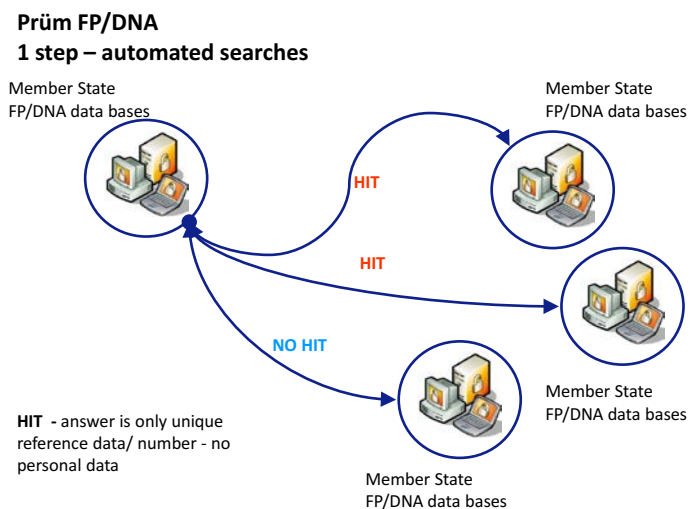 Prüm FP/DNA
1 step – automated searches
Member State
FP/DNA data bases
Member State
FP/DNA data bases
HIT
HIT
NO HIT
Member State
FP/DNA data bases
HIT - answer is only unique
reference data/ number - no
personal data
Member State
FP/DNA data bases